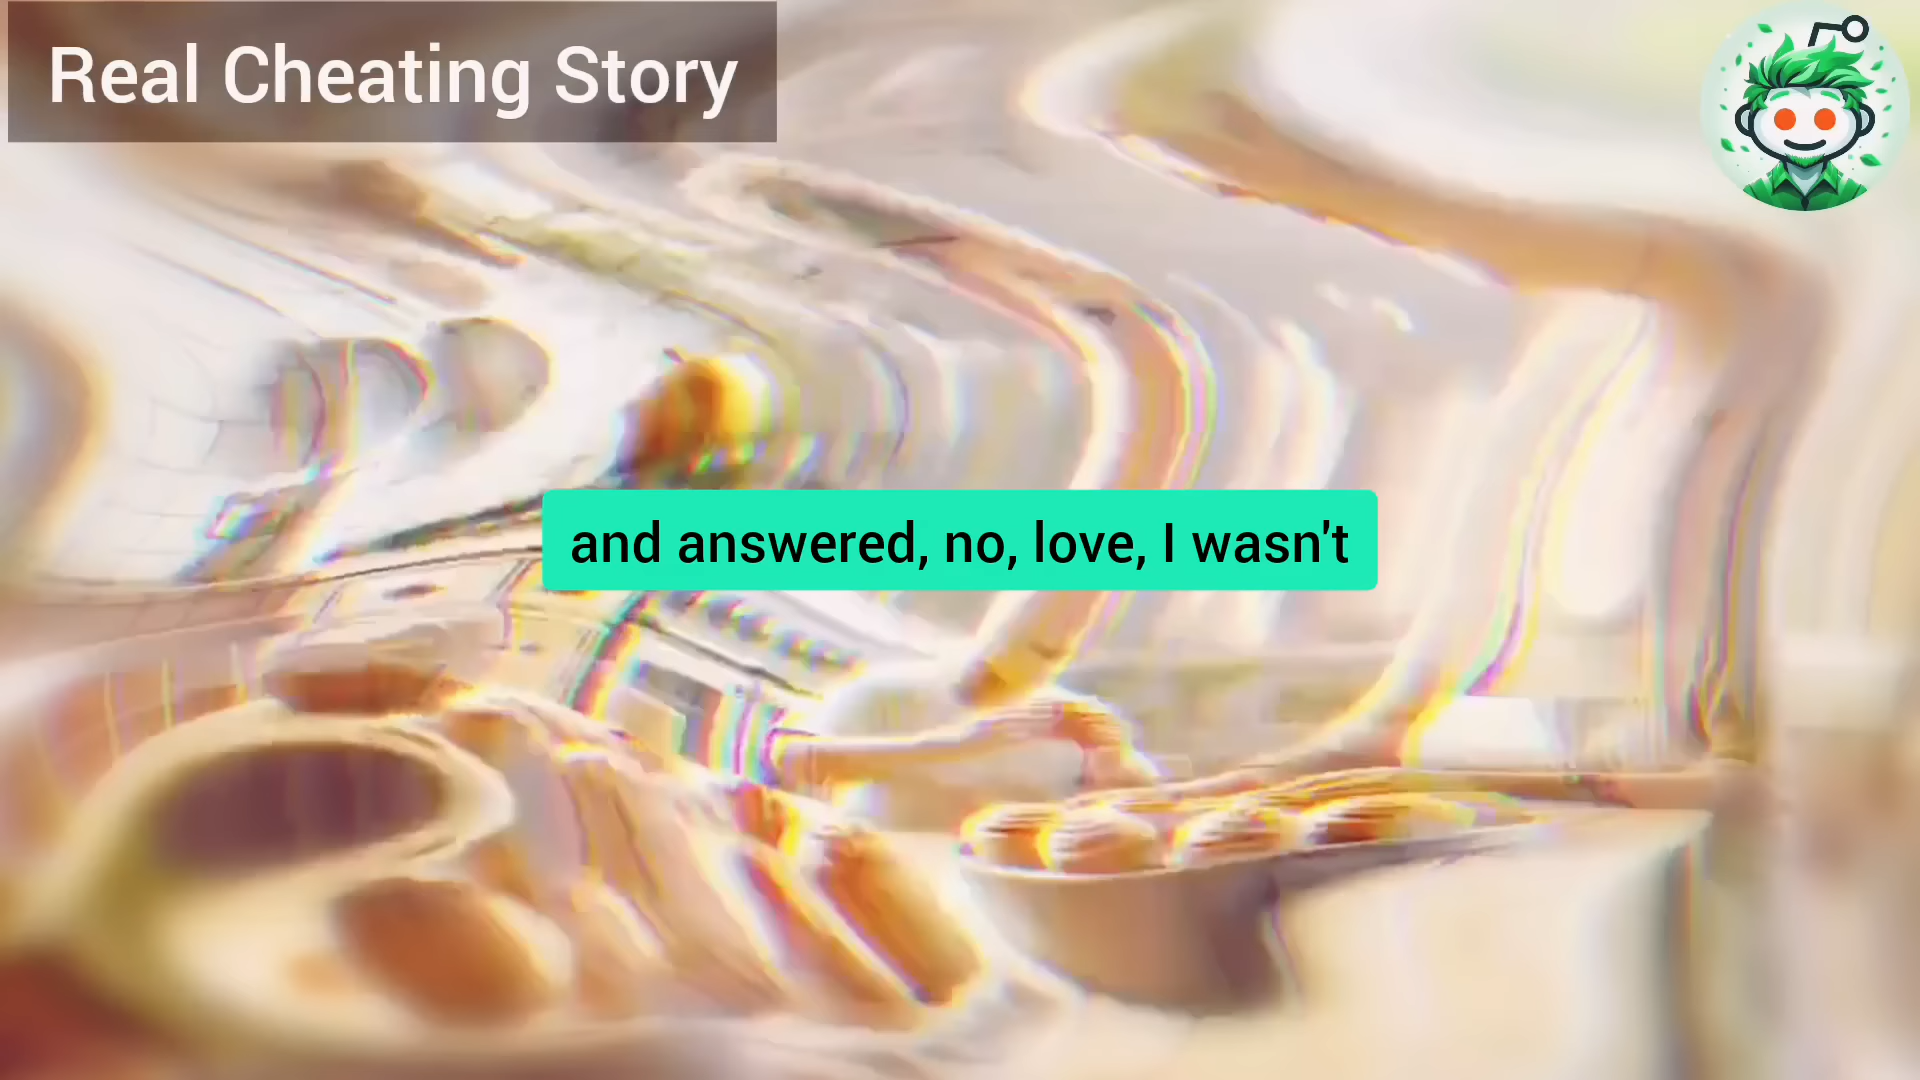 Real Cheating Story
and answered, no, love, I wasn't